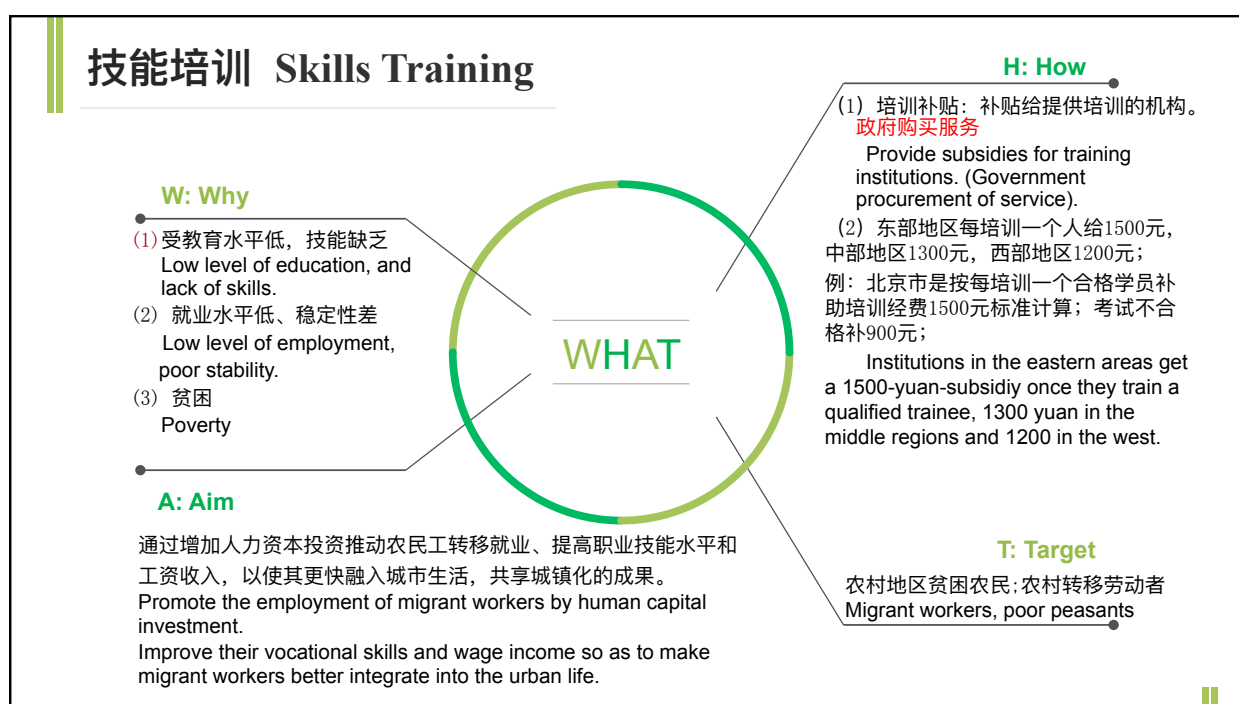 技能培训 Skills Training
W: Why
(1)受教育水平低，技能缺乏
Low level of education, and
lack of skills.
(2) 就业水平低、稳定性差
Low level of employment,
poor stability.
(3) 贫困
Poverty
A: Aim
通过增加人力资本投资推动农民工转移就业、提高职业技能水平和
工资收入，以使其更快融入城市生活，共享城镇化的成果。
Promote the employment of migrant workers by human capital
investment.
Improve their vocational skills and wage income so as to make
migrant workers better integrate into the urban life.
WHAT
H: How
(1) 培训补贴：补贴给提供培训的机构。
政府购买服务
Provide subsidies for training
institutions. (Government
procurement of service).
(2) 东部地区每培训一个人给1500元，
中部地区1300元，西部地区1200元；
例：北京市是按每培训一个合格学员补
助培训经费1500元标准计算；考试不合
格补900元；
Institutions in the eastern areas get
a 1500-yuan-subsidiy once they train a
qualified trainee, 1300 yuan in the
middle regions and 1200 in the west.
T: Target
农村地区贫困农民;农村转移劳动者
Migrant workers, poor peasants